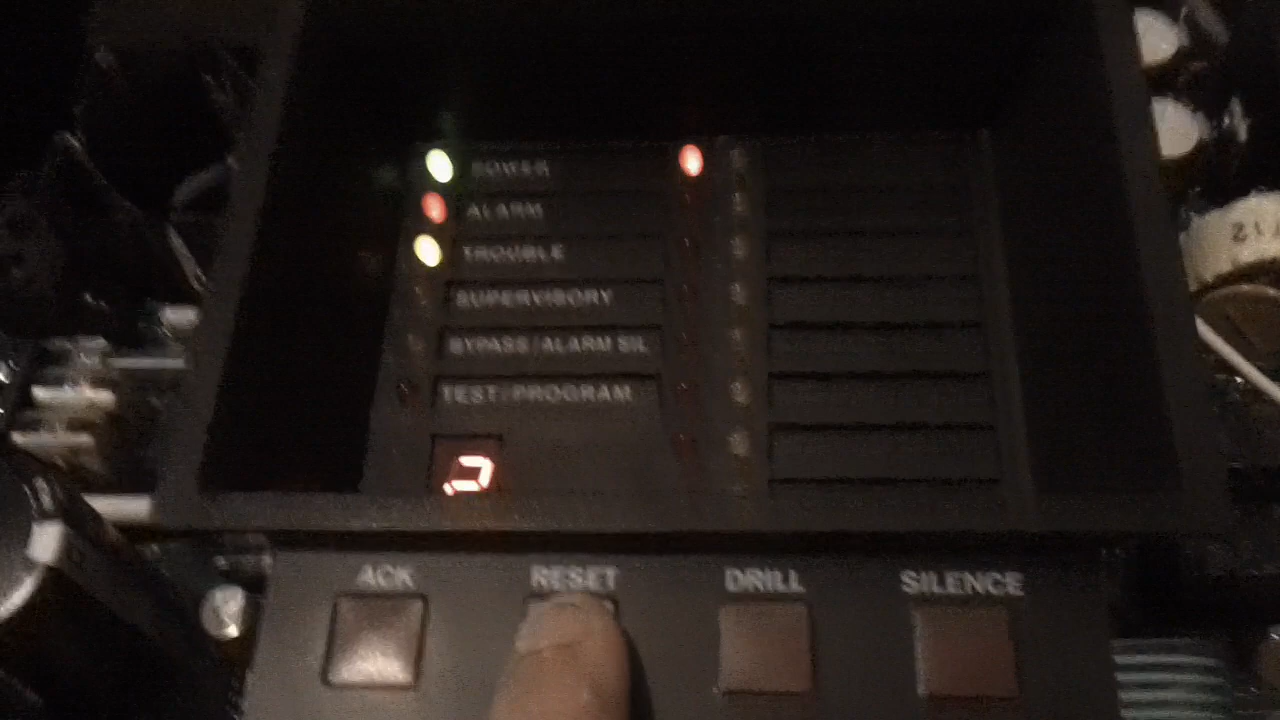 POWER
ALARM
TROUBLE
SUPERVISORY
BYPASS/ALARM SIL
TEST/PROGRAM
ACK
RESET
DRILL
SILENCE